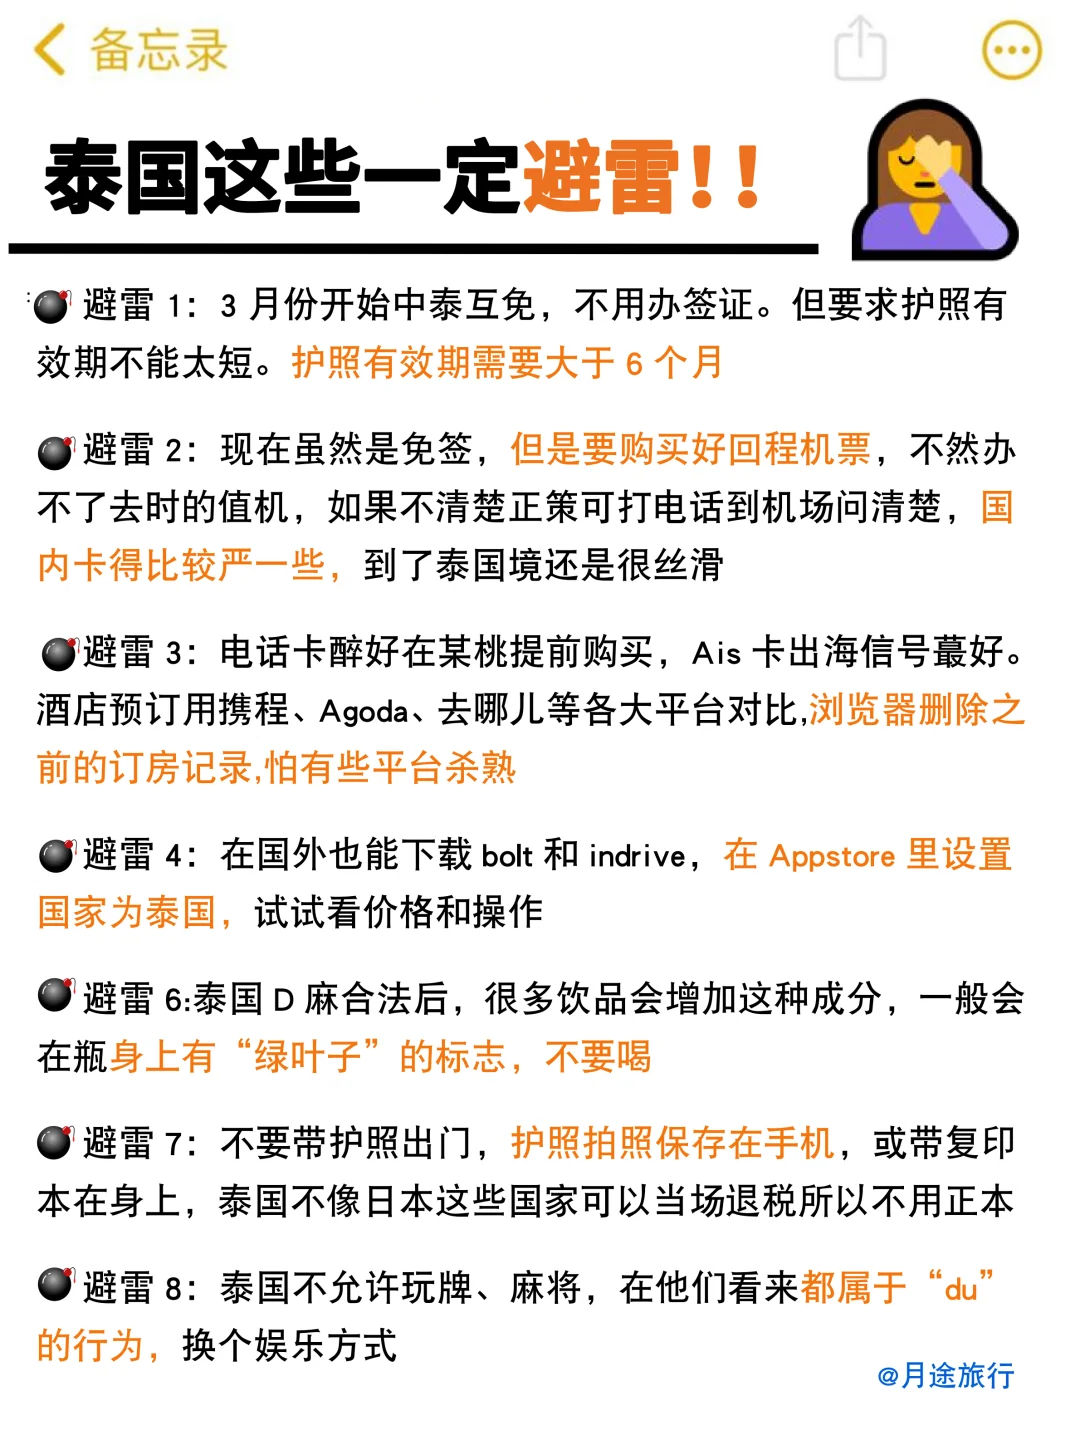 备忘录
泰国这些一定避雷!!
避雷 1：3 月份开始中泰互免，不用办签证。但要求护照有
效期不能太短。护照有效期需要大于 6 个月
避雷 2：现在虽然是免签，但是要购买好回程机票，不然办
不了去时的值机，如果不清楚正策可打电话到机场问清楚，国
内卡得比较严一些，到了泰国境还是很丝滑
避雷 3：电话卡醉好在某桃提前购买，Ais 卡出海信号蕞好。
酒店预订用携程、Agoda、去哪儿等各大平台对比,浏览器删除之
前的订房记录,怕有些平台杀熟
避雷 4：在国外也能下载 bolt 和 indrive，在 Appstore 里设置
国家为泰国，试试看价格和操作
避雷 6:泰国 D 麻合法后，很多饮品会增加这种成分，一般会
在瓶身上有“绿叶子”的标志，不要喝
避雷 7：不要带护照出门，护照拍照保存在手机，或带复印
本在身上，泰国不像日本这些国家可以当场退税所以不用正本
避雷 8：泰国不允许玩牌、麻将，在他们看来都属于“du”
的行为，换个娱乐方式
@月途旅行